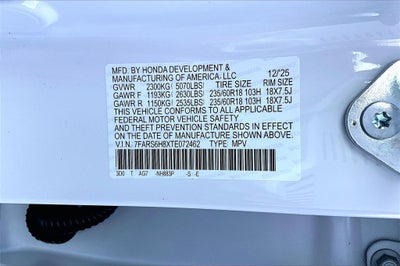 MFD. BY HONDA DEVELOPMENT & 12/'25
MANUFACTURING OF AMERICA, LLC
GVWR 2300KG( 5070LBS) TIRE SIZE RIM SIZE
GAWR F 1193KG( 2630LBS) 235/60R18 103H 18X7.5J
GAWR R 1150KG( 2535LBS) 235/60R18 103H 18X7.5J
THIS VEHICLE CONFORMS TO ALL APPLICABLE
FEDERAL MOTOR VEHICLE SAFETY
AND THEFT PREVENTION STANDARDS IN EFFECT
ON THE DATE OF MANUFACTURE SHOWN ABOVE.
V.I.N. 7FARS6H8XTE072462 TYPE: MPV
3D0 T AG7 -NH883P -S -E